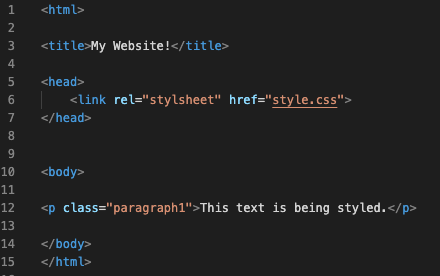 1 <html>
2
3 <title>My Website!</title>
4
5 <head>
6 <link rel="stylsheet" href="style.css">
7 </head>
8
9
10 <body>
11
12 <p class="paragraph1">This text is being styled.</p>
13
14 </body>
15 </html>